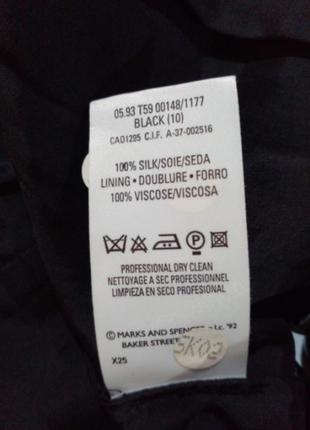 05.93 T59 00148/1177
BLACK (10)
CA01295 C.I.F. A-37-002516
100% SILK/SOIE/SEDA
LINING • DOUBLURE • FORRO
100% VISCOSE/VISCOSA
P
PROFESSIONAL DRY CLEAN
NETTOYAGE A SEC PROFESSIONNEL
LIMPIEZA EN SECO PROFESIONAL
© MARKS AND SPENCER p.l.c. '92
BAKER STREET
X25